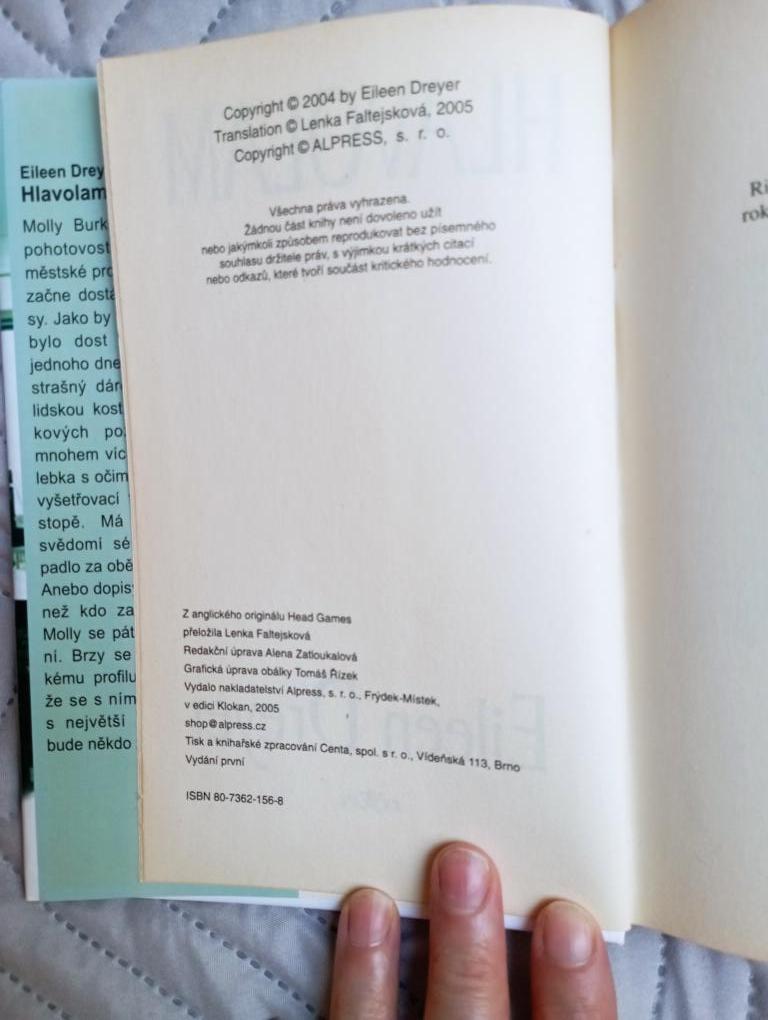 Eileen Drey
Hlavolam
Molly Burk
pohotovost
městské pro
začne dostá
sy. Jako by
bylo dost
jednoho dne
strašný dár
lidskou kost
kových po
mnohem víc
lebka s očim
vyšetřovací
stopě. Má
svědomí sé
padlo za obě
Anebo dopis
než kdo za
Molly se pát
ní. Brzy se
kému profilu
že se s ním
s největší
bude někdo
Copyright © 2004 by Eileen Dreyer
Translation © Lenka Faltejsková, 2005
Copyright © ALPRESS, s. r. o.
Všechna práva vyhrazena.
Žádnou část knihy není dovoleno užít
nebo jakýmkoli způsobem reprodukovat bez písemného
souhlasu držitele práv, s výjimkou krátkých citací
nebo odkazů, které tvoří součást kritického hodnocení.
Z anglického originálu Head Games
přeložila Lenka Faltejsková
Redakční úprava Alena Zatloukalová
Grafická úprava obálky Tomáš Řízek
Vydalo nakladatelství Alpress, s. r. o., Frýdek-Místek,
v edici Klokan, 2005
shop@alpress.cz
Tisk a knihařské zpracování Centa, spol. s r. o., Vídeňská 113, Brno
Vydání první
ISBN 80-7362-156-8
Ri
rok